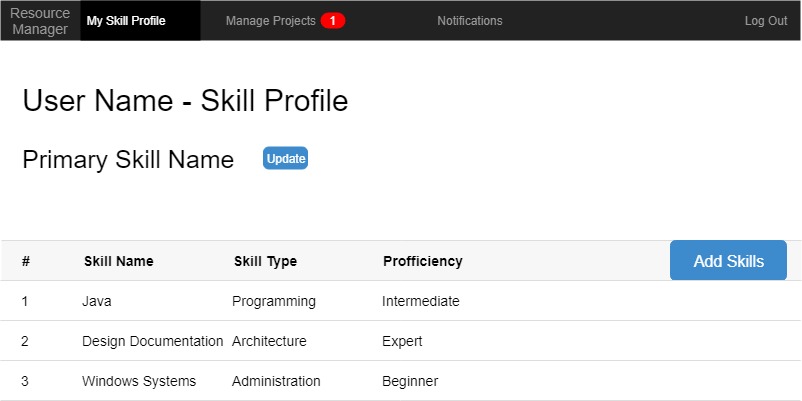 Resource
Manager
My Skill Profile
Manage Projects 1
Notifications
Log Out
User Name - Skill Profile
Primary Skill Name
Update
# Skill Name Skill Type Profficiency
Add Skills
1 Java Programming Intermediate
2 Design Documentation Architecture Expert
3 Windows Systems Administration Beginner